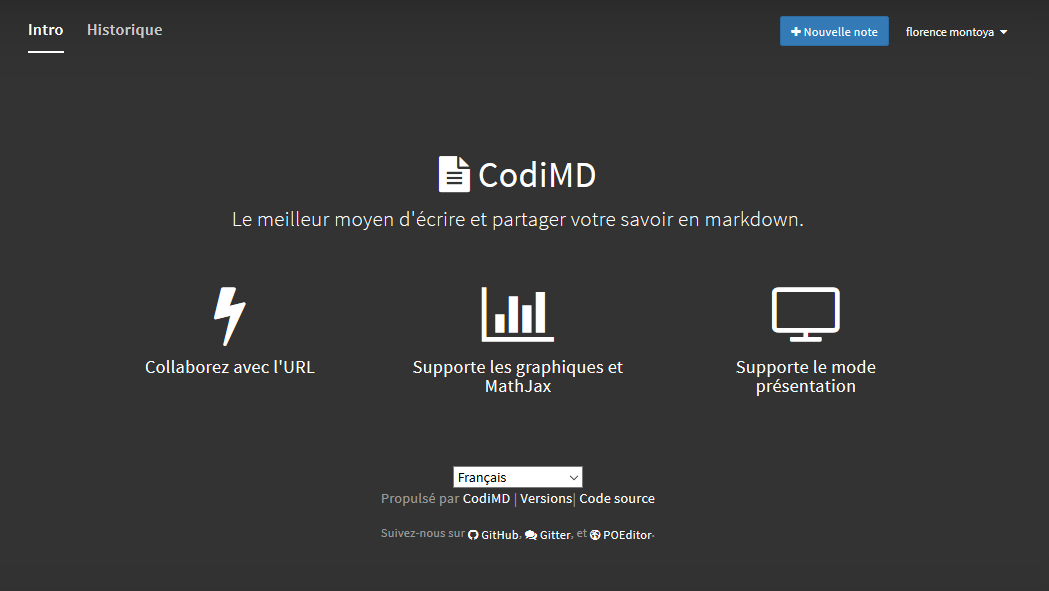 Intro Historique Nouvelle note florence montoya
CodiMD
Le meilleur moyen d'écrire et partager votre savoir en markdown.
Collaborez avec l'URL
Supporte les graphiques et
MathJax
Supporte le mode
présentation
Français
Propulsé par CodiMD | Versions| Code source
Suivez-nous sur GitHub, Gitter, et POEditor.